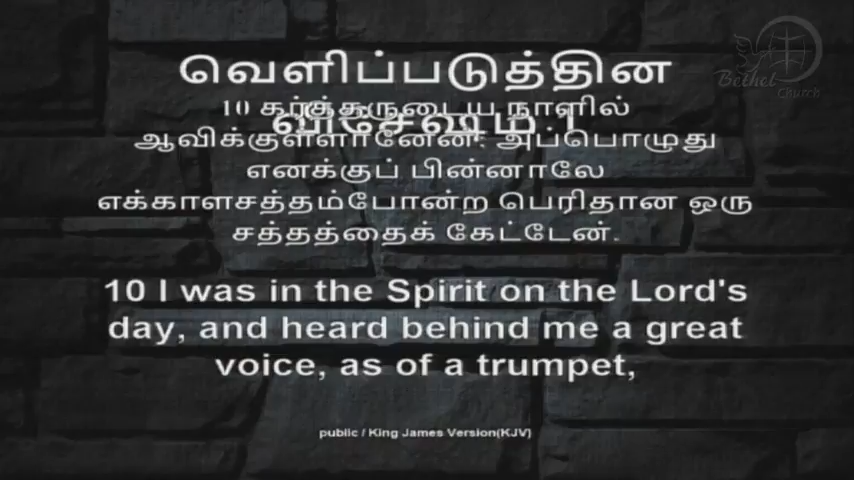 வெளிப்படுத்தின
விசேஷம் 1
10 கர்த்தருடைய நாளில்
ஆவிக்குள்ளானேன்; அப்பொழுது
எனக்குப் பின்னாலே
எக்காளசத்தம்போன்ற பெரிதான ஒரு
சத்தத்தைக் கேட்டேன்.
10 I was in the Spirit on the Lord's
day, and heard behind me a great
voice, as of a trumpet,
public / King James Version(KJV)
Bethel
Church